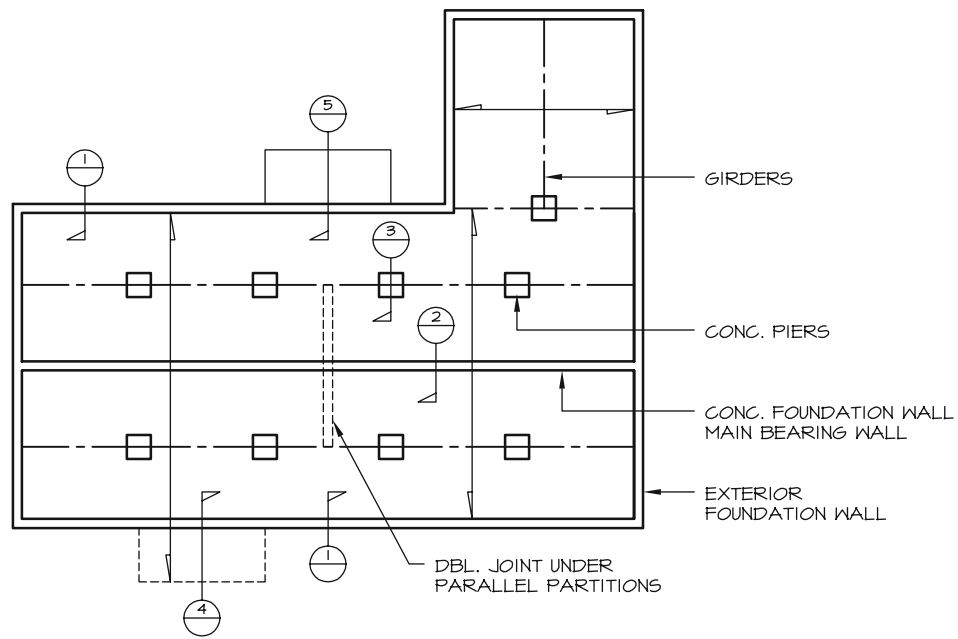 5
1
GIRDERS
3
2
CONC. PIERS
CONC. FOUNDATION WALL
MAIN BEARING WALL
EXTERIOR
FOUNDATION WALL
1
DBL. JOINT UNDER
PARALLEL PARTITIONS
4